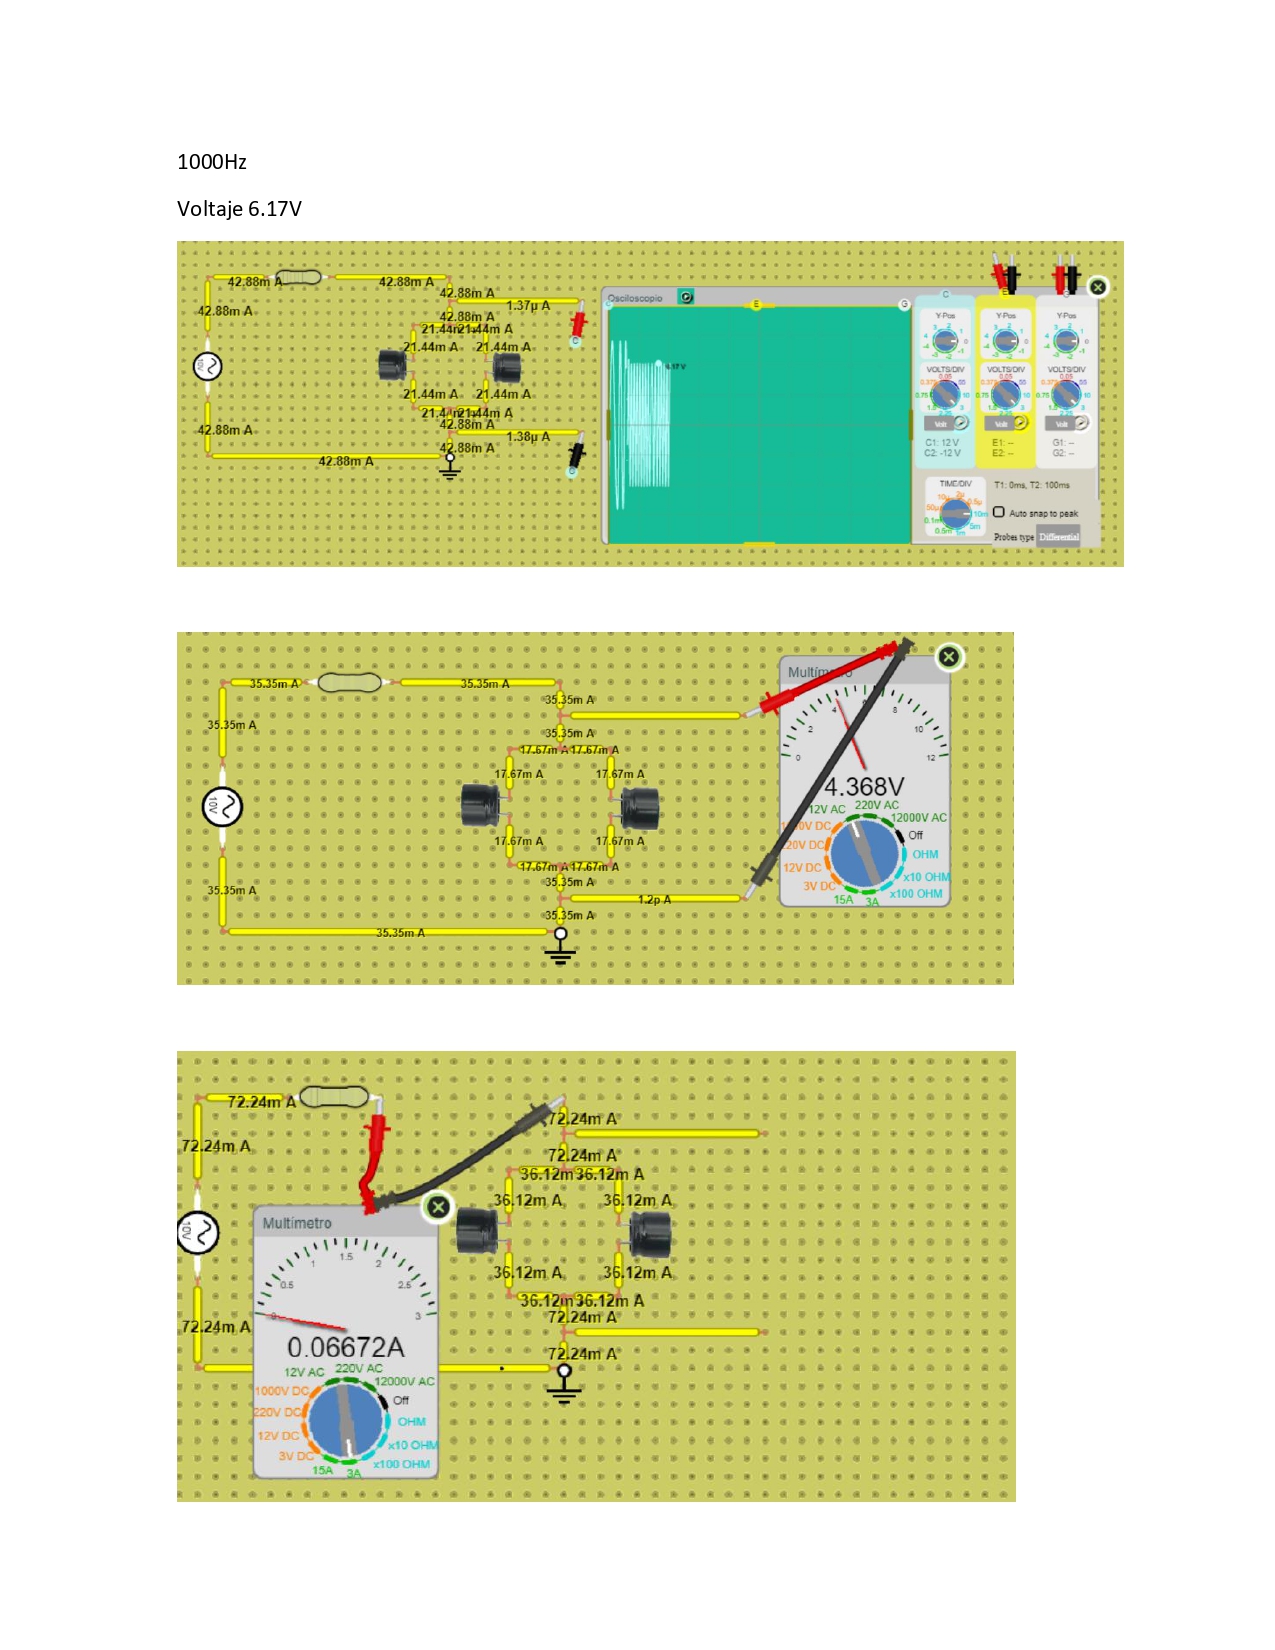 1000Hz
Voltaje 6.17V
42.88m A
42.88m A
42.88m A
1.37µ A
42.88m A
42.88m A
21.44m A
21.44m A
21.44m A
21.44m A
10V
21.44m A
21.44m A
21.44m A
42.88m A
42.88m A
1.38µ A
42.88m A
42.88m A
C
D
Osciloscopio
C
E
G
6.17 V
Y-Pos
Y-Pos
Y-Pos
VOLTS/DIV
VOLTS/DIV
VOLTS/DIV
Volt
Volt
Volt
C1: 12 V
E1: --
G1: --
C2: -12 V
E2: --
G2: --
TIME/DIV
T1: 0ms, T2: 100ms
Auto snap to peak
Probes type
Differential
35.35m A
35.35m A
35.35m A
35.35m A
35.35m A
17.67m A
17.67m A
17.67m A
17.67m A
10V
17.67m A
17.67m A
17.67m A
17.67m A
35.35m A
35.35m A
1.2p A
35.35m A
35.35m A
0
2
4
8
10
12
4.368V
12V AC
220V AC
12000V AC
Off
OHM
x10 OHM
x100 OHM
12V DC
3V DC
15A
3A
72.24m A
72.24m A
72.24m A
72.24m A
36.12m
36.12m A
36.12m A
36.12m A
10V
36.12m A
36.12m A
36.12m
36.12m A
72.24m A
72.24m A
72.24m A
Multímetro
0.5
1
1.5
2
2.5
3
0.06672A
12V AC
220V AC
12000V AC
1000V DC
Off
220V DC
OHM
12V DC
x10 OHM
3V DC
x100 OHM
15A
3A